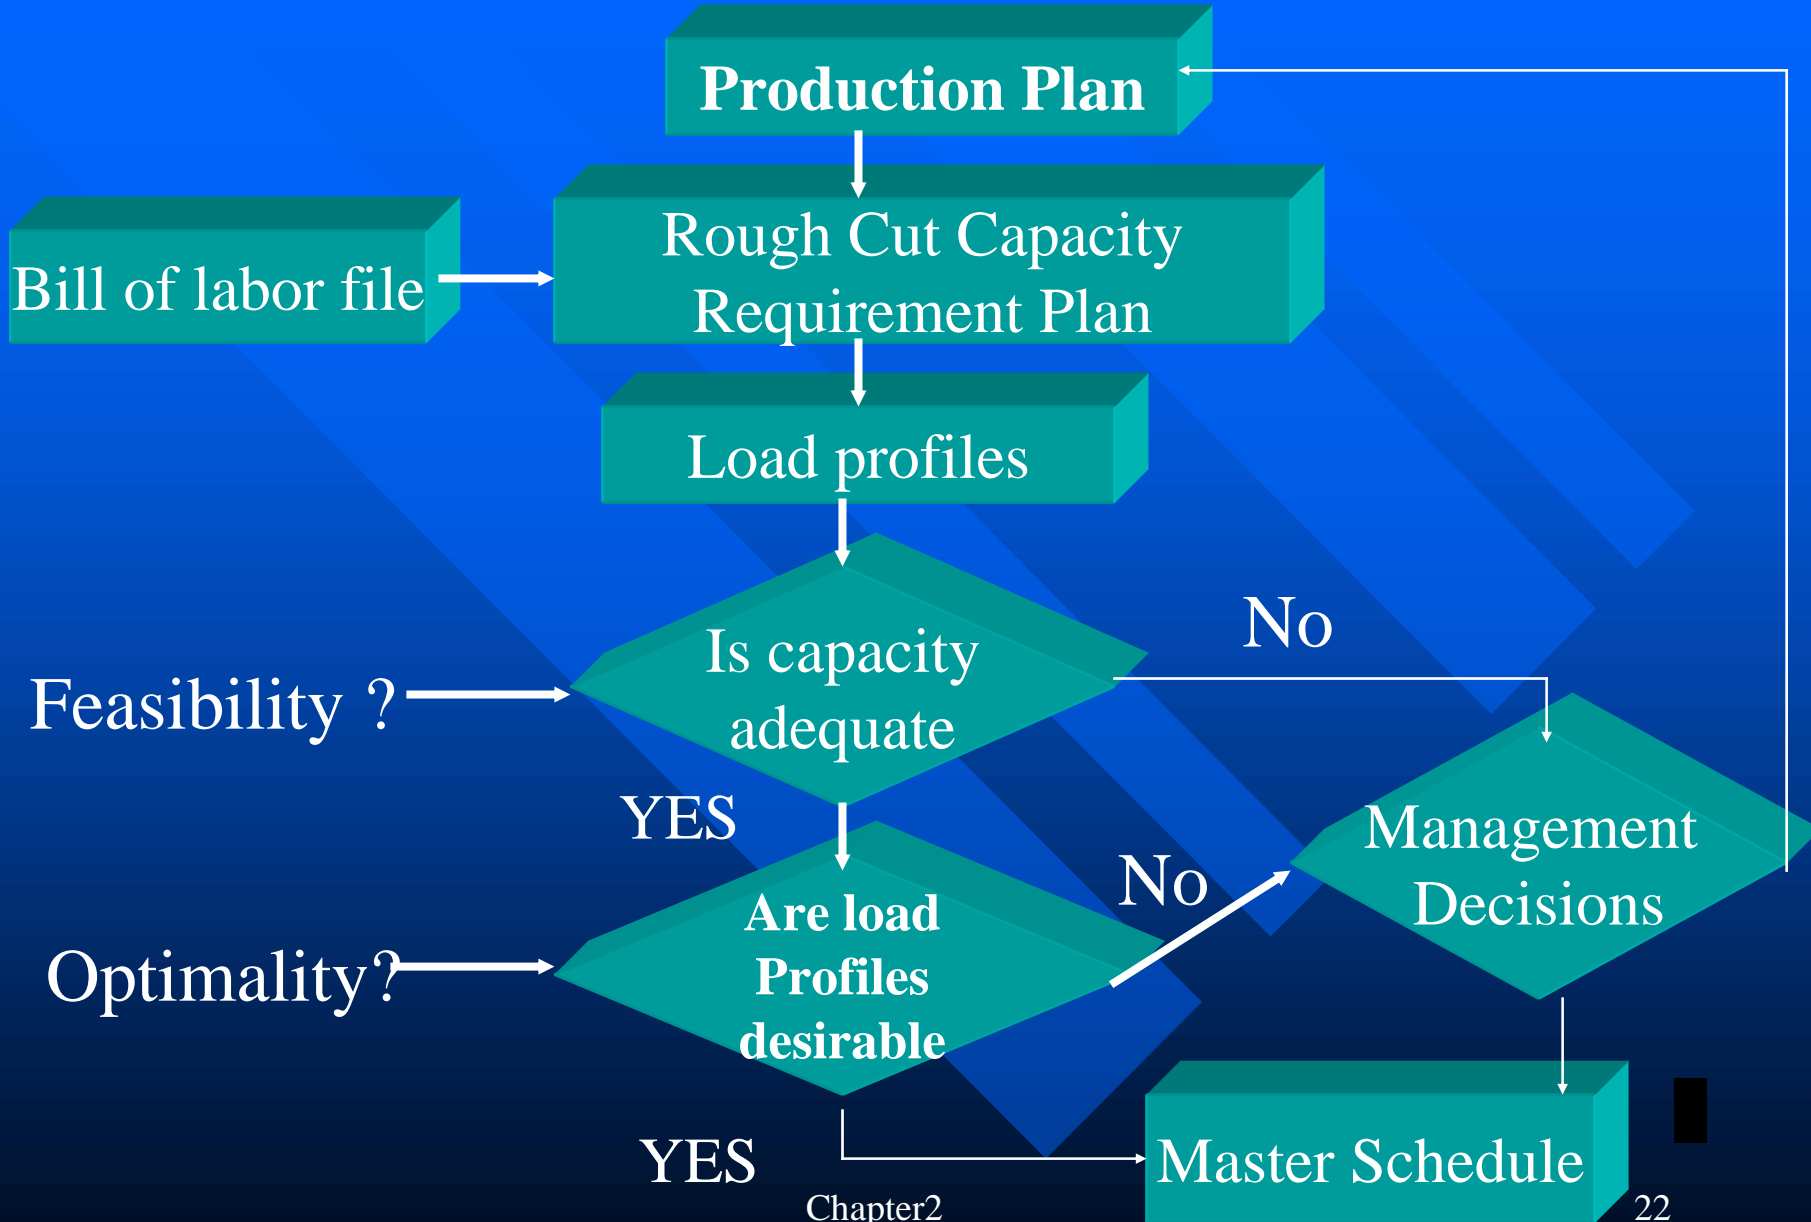 Production Plan
Bill of labor file
Rough Cut Capacity
Requirement Plan
Load profiles
Feasibility ?
Is capacity
adequate
No
YES
Management
Decisions
Optimality?
Are load
Profiles
desirable
No
YES
Master Schedule
Chapter2
22